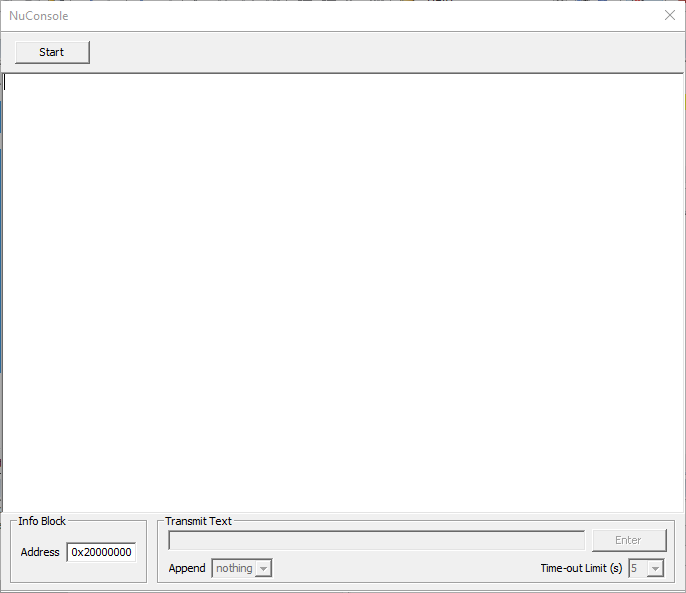 NuConsole
Start
Info Block
Address 0x20000000
Transmit Text
Enter
Append nothing
Time-out Limit (s) 5